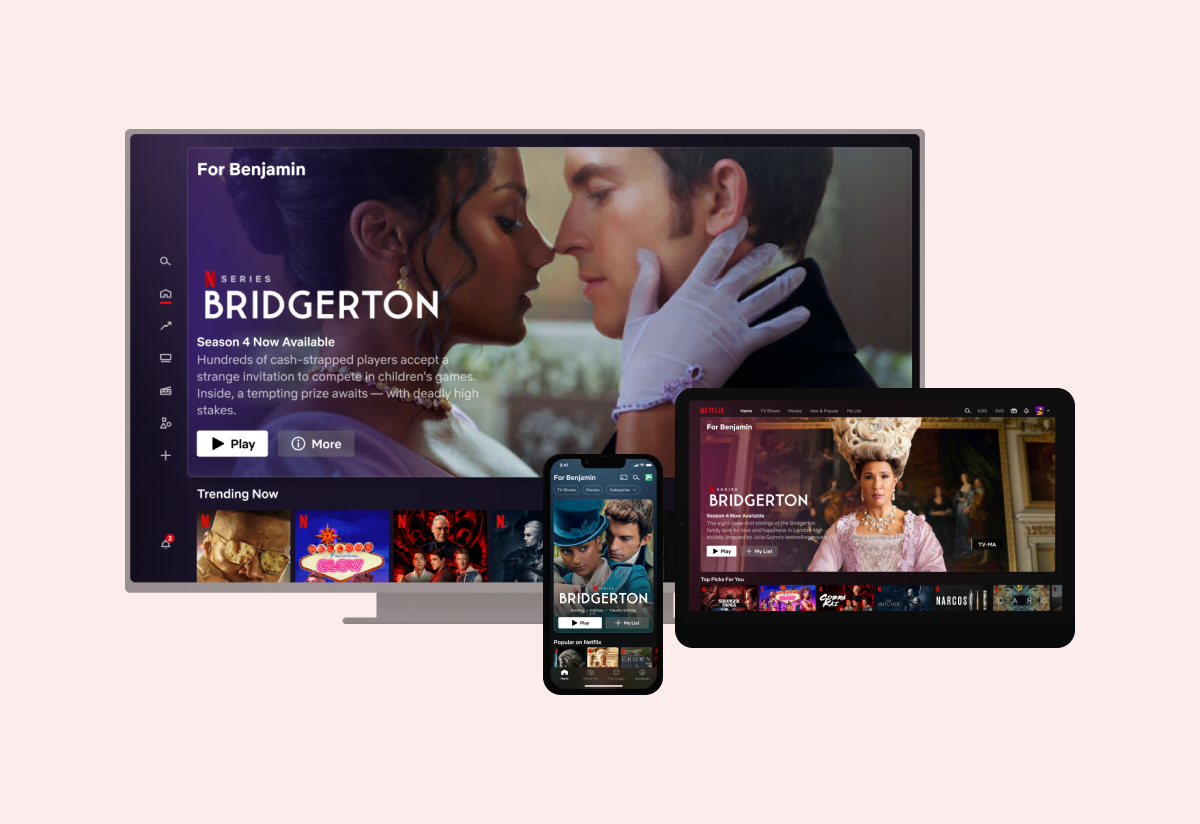 For Benjamin
N SERIES
BRIDGERTON
Season 4 Now Available
Hundreds of cash-strapped players accept a
strange invitation to compete in children's games.
Inside, a tempting prize awaits — with deadly high
stakes.
Play
More
Trending Now
N
N
WELCOME
Fabulous
GLOW
N
N
2
9:41
For Benjamin
TV Shows
Movies
Categories
SERIES
BRIDGERTON
Exciting • Fantasy • Visually Striking
Play
My List
Popular on Netflix
CROWN
Home
NETFLIX
Home
TV Shows
Movies
New & Popular
My List
KIDS
DVD
For Benjamin
N SERIES
BRIDGERTON
Season 4 Now Available
The eight close-knit siblings of the Bridgerton
family look for love and happiness in London high
society. Inspired by Julia Quinn's bestselling novels.
Play
My List
TV-MA
Top Picks For You
STRANGER
THINGS
GLOW
COBRA
KAI
WITCHER
NARCOS
DARK